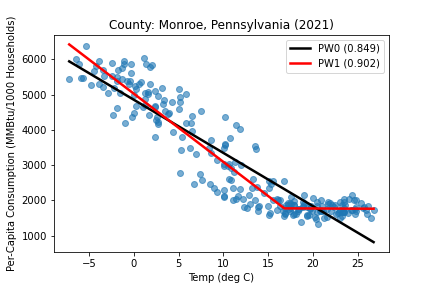 County: Monroe, Pennsylvania (2021)
PW0 (0.849)
PW1 (0.902)
Per-Capita Consumption (MMBtu/1000 Households)
6000
5000
4000
3000
2000
1000
−5 0 5 10 15 20 25
Temp (deg C)